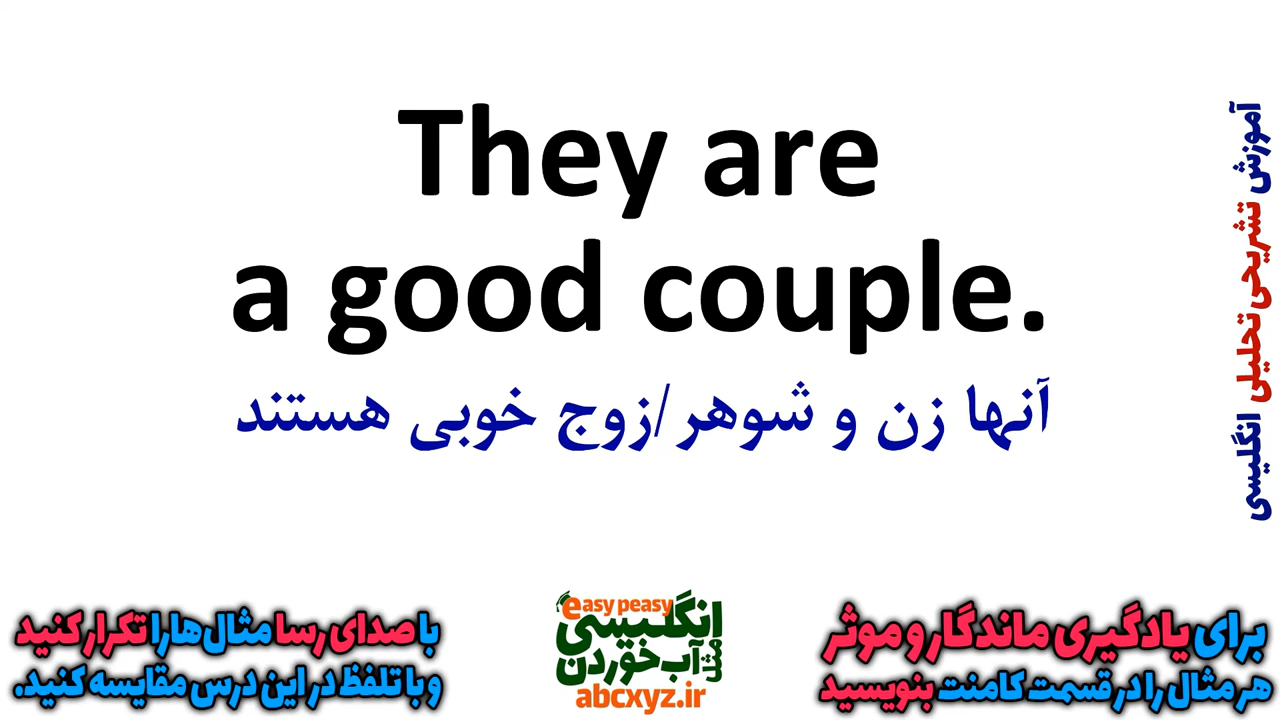 They are
a good couple.
آنها زن و شوهر/زوج خوبی هستند
آموزش تشریحی تحلیلی انگلیسی
برای یادگیری ماندگار و موثر
هر مثال را در قسمت کامنت بنویسید
easy peasy
انگلیسی
مثل
آب خوردن
abcxyz.ir
با صدای رسا مثال‌ها را تکرار کنید
و با تلفظ در این درس مقایسه کنید.